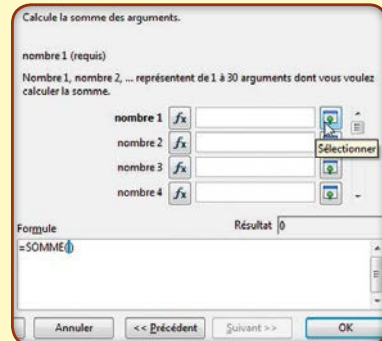 Calcule la somme des arguments.
nombre 1 (requis)
Nombre 1, nombre 2, ... représentent de 1 à 30 arguments dont vous voulez
calculer la somme.
nombre 1 fx
Sélectionner
nombre 2 fx
nombre 3 fx
nombre 4 fx
Formule Résultat 0
=SOMME()
Annuler << Précédent Suivant >> OK